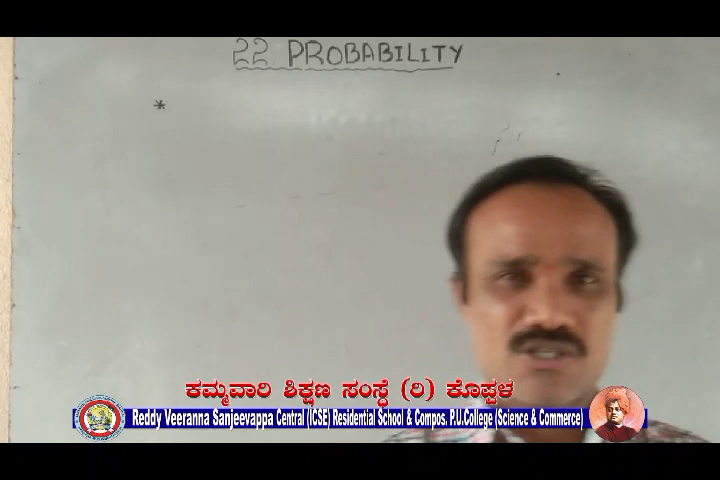 22 PROBABILITY
*
ಕಮ್ಮವಾರಿ ಶಿಕ್ಷಣ ಸಂಸ್ಥೆ (ರಿ) ಕೊಪ್ಪಳ
Reddy Veeranna Sanjeevappa Central (ICSE) Residential School & Compos. P.U.College (Science & Commerce)